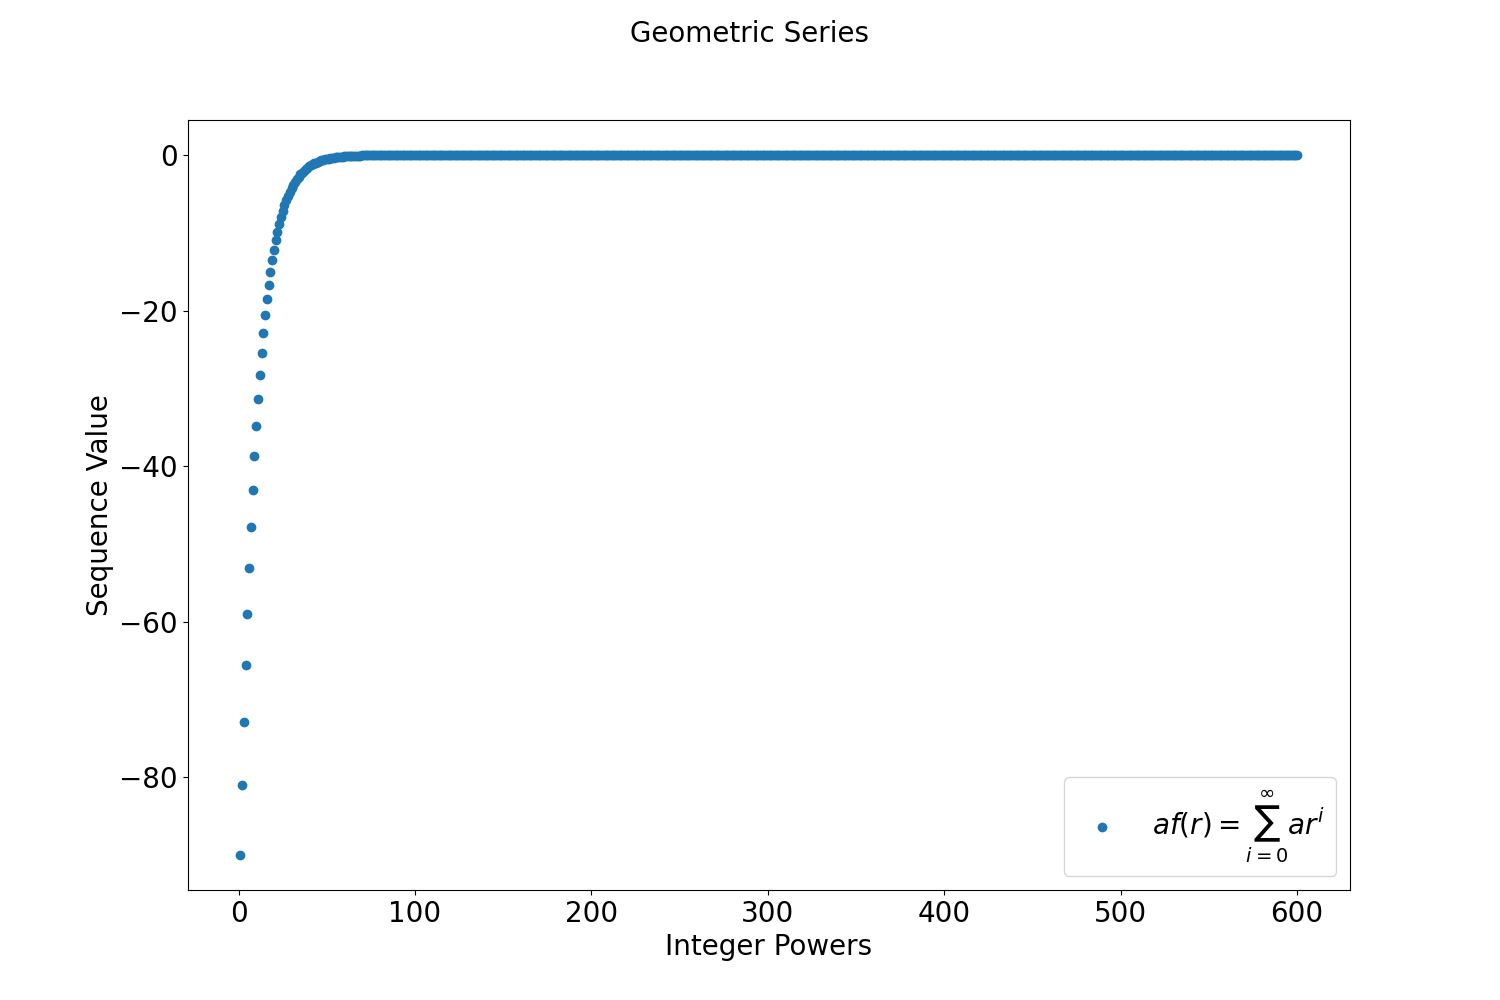 Geometric Series
Sequence Value
0
−20
−40
−60
−80
0 100 200 300 400 500 600
Integer Powers
af(r) = ∑_{i=0}^{∞} ar^i